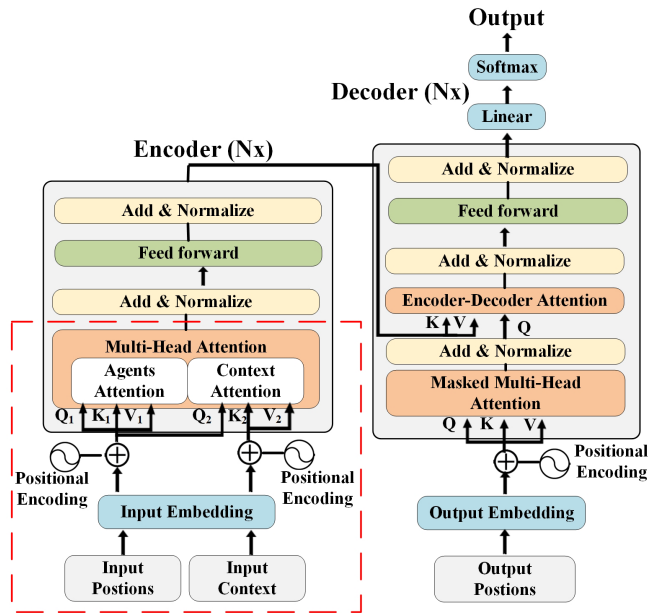 Output
Softmax
Decoder (Nx)
Linear
Encoder (Nx)
Add & Normalize
Feed forward
Add & Normalize
Multi-Head Attention
Agents
Attention
Context
Attention
Q1 K1 V1 Q2 K2 V2
Positional
Encoding
Positional
Encoding
Input Embedding
Input
Postions
Input
Context
Add & Normalize
Feed forward
Add & Normalize
Encoder-Decoder Attention
K V Q
Add & Normalize
Masked Multi-Head
Attention
Q K V
Positional
Encoding
Output Embedding
Output
Postions